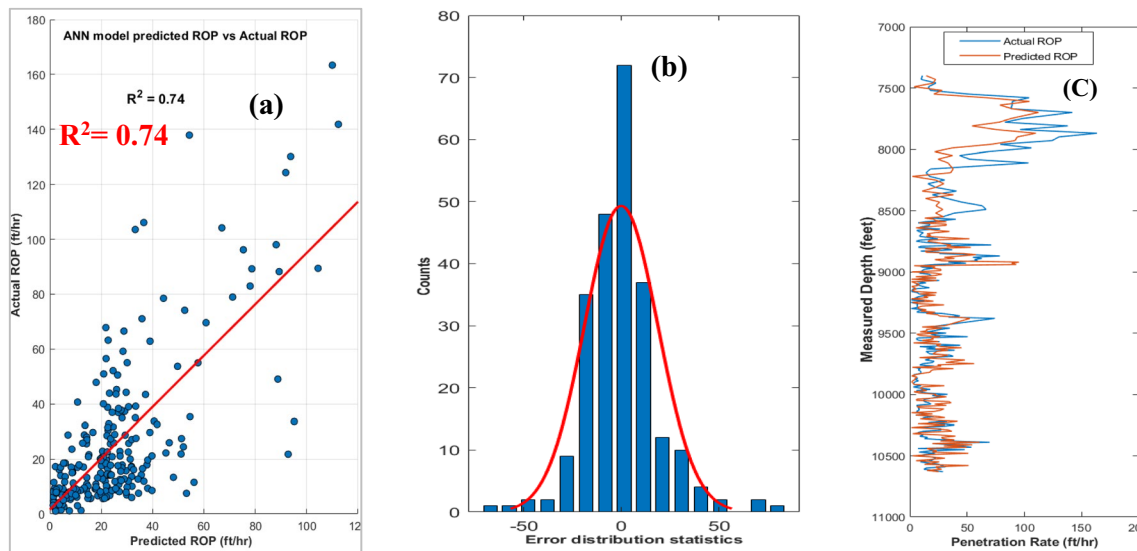 ANN model predicted ROP vs Actual ROP
R² = 0.74
R²= 0.74
(a)
Actual ROP (ft/hr)
180
160
140
120
100
80
60
40
20
0
0 20 40 60 80 100 120
Predicted ROP (ft/hr)
(b)
Counts
80
70
60
50
40
30
20
10
0
-50 0 50
Error distribution statistics
Actual ROP
Predicted ROP
(C)
Measured Depth (feet)
7000
7500
8000
8500
9000
9500
10000
10500
11000
0 50 100 150 200
Penetration Rate (ft/hr)